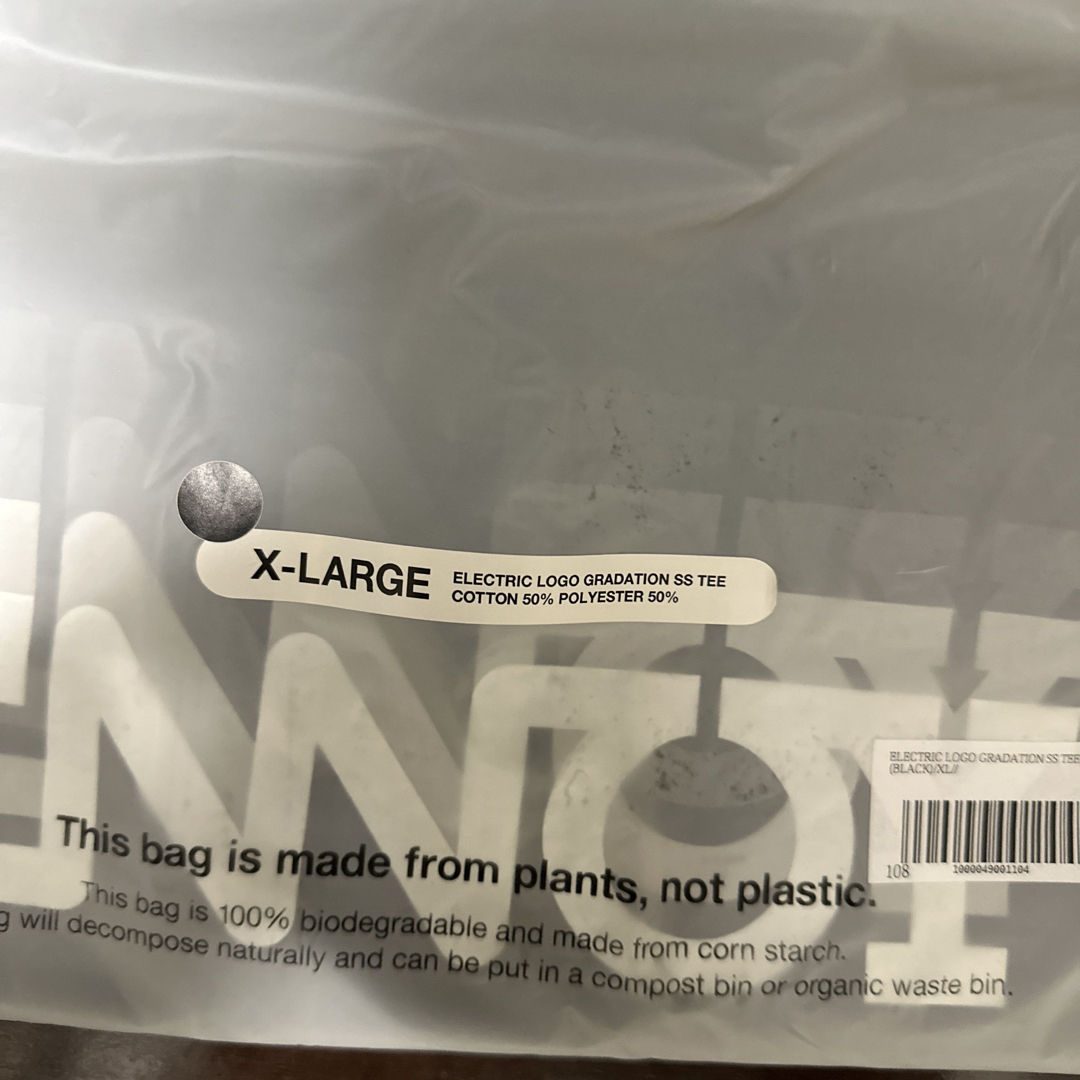 X-LARGE
ELECTRIC LOGO GRADATION SS TEE
COTTON 50% POLYESTER 50%
ELECTRIC LOGO GRADATION SS TEE
(BLACK)/XL//
108 1000049001104
This bag is made from plants, not plastic.
This bag is 100% biodegradable and made from corn starch.
will decompose naturally and can be put in a compost bin or organic waste bin.